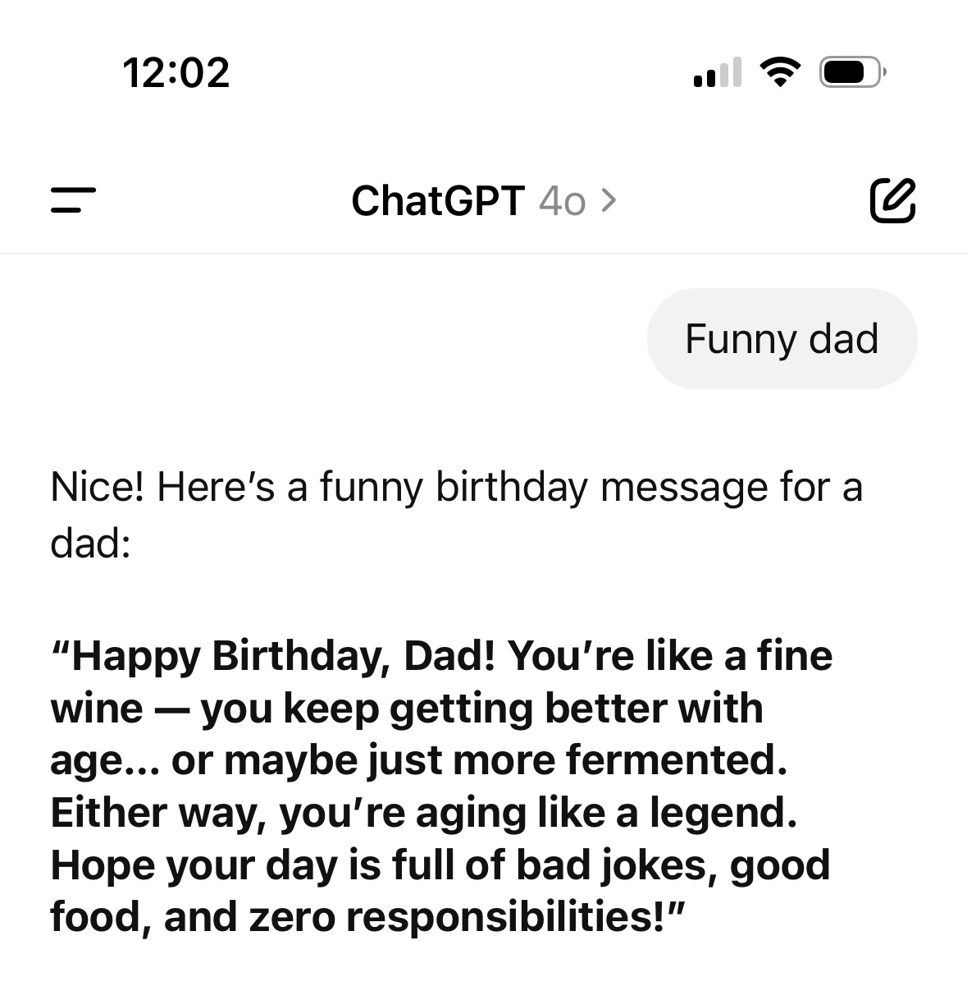 12:02
ChatGPT 4o >
Funny dad
Nice! Here’s a funny birthday message for a
dad:
“Happy Birthday, Dad! You’re like a fine
wine — you keep getting better with
age... or maybe just more fermented.
Either way, you’re aging like a legend.
Hope your day is full of bad jokes, good
food, and zero responsibilities!”